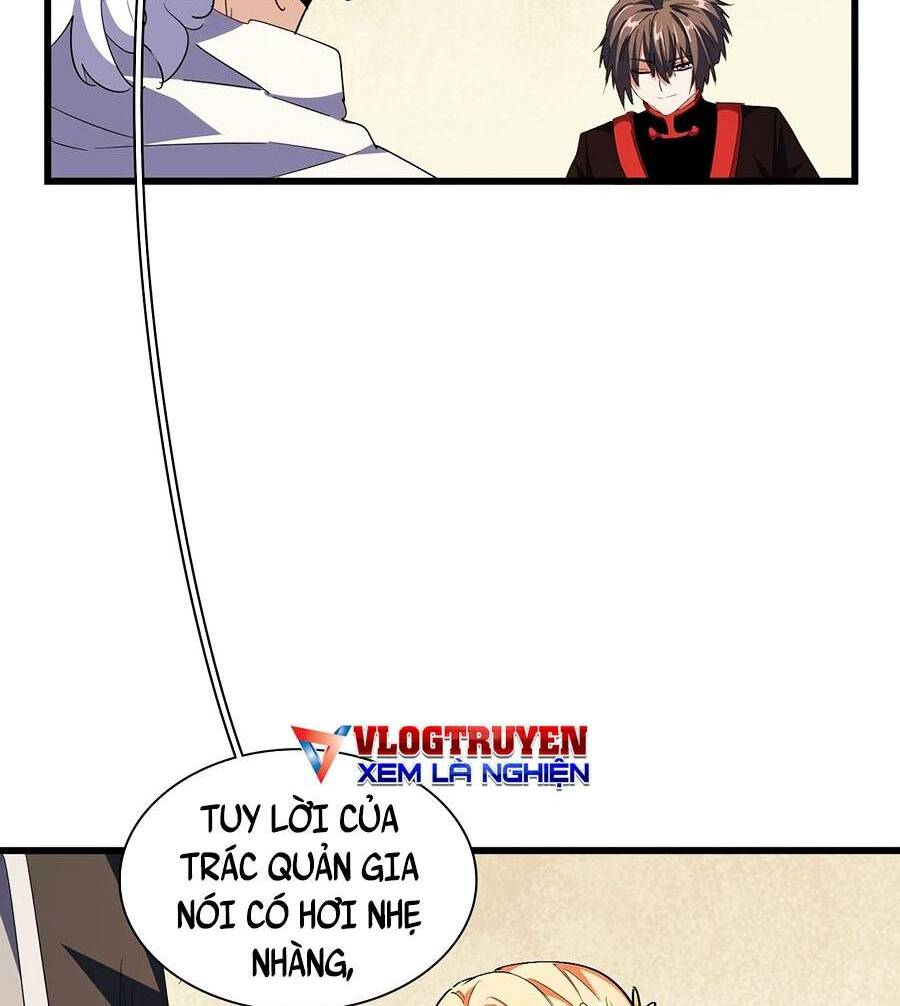 VLOGTRUYEN
XEM LÀ NGHIỆN
TUY LỜI CỦA
TRÁC QUẢN GIA
NÓI CÓ HƠI NHẸ
NHÀNG,